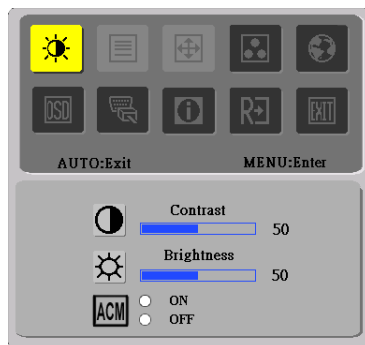 OSD
i
R
EXIT
AUTO:Exit MENU:Enter
Contrast
50
Brightness
50
ACM ON
OFF